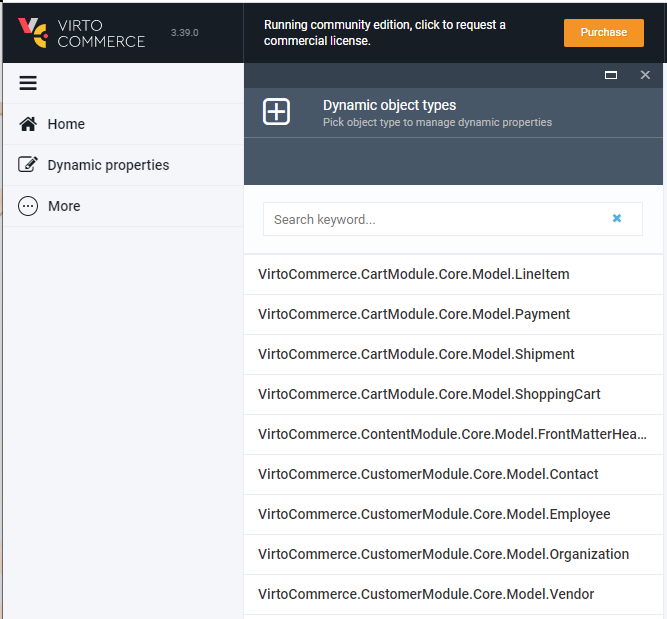 VIRTO
COMMERCE
3.39.0
Running community edition, click to request a
commercial license.
Purchase
Home
Dynamic properties
More
Dynamic object types
Pick object type to manage dynamic properties
Search keyword...
VirtoCommerce.CartModule.Core.Model.LineItem
VirtoCommerce.CartModule.Core.Model.Payment
VirtoCommerce.CartModule.Core.Model.Shipment
VirtoCommerce.CartModule.Core.Model.ShoppingCart
VirtoCommerce.ContentModule.Core.Model.FrontMatterHea...
VirtoCommerce.CustomerModule.Core.Model.Contact
VirtoCommerce.CustomerModule.Core.Model.Employee
VirtoCommerce.CustomerModule.Core.Model.Organization
VirtoCommerce.CustomerModule.Core.Model.Vendor